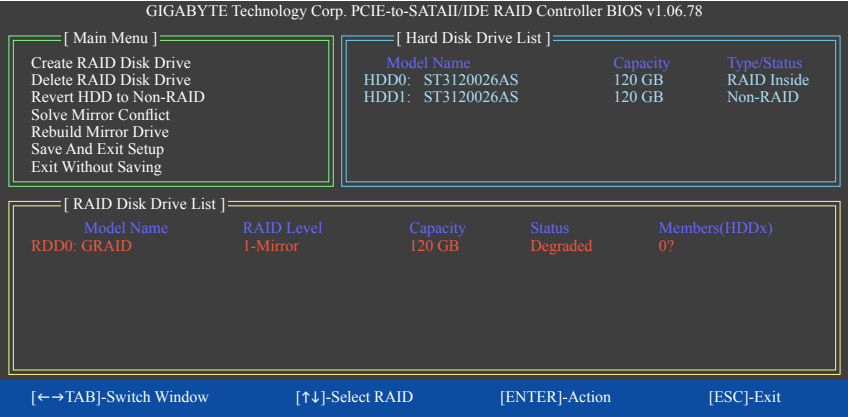 GIGABYTE Technology Corp. PCIE-to-SATAII/IDE RAID Controller BIOS v1.06.78
[ Main Menu ]
Create RAID Disk Drive
Delete RAID Disk Drive
Revert HDD to Non-RAID
Solve Mirror Conflict
Rebuild Mirror Drive
Save And Exit Setup
Exit Without Saving
[ Hard Disk Drive List ]
Model Name Capacity Type/Status
HDD0: ST3120026AS 120 GB RAID Inside
HDD1: ST3120026AS 120 GB Non-RAID
[ RAID Disk Drive List ]
Model Name RAID Level Capacity Status Members(HDDx)
RDD0: GRAID 1-Mirror 120 GB Degraded 0?
[←→TAB]-Switch Window [↑↓]-Select RAID [ENTER]-Action [ESC]-Exit